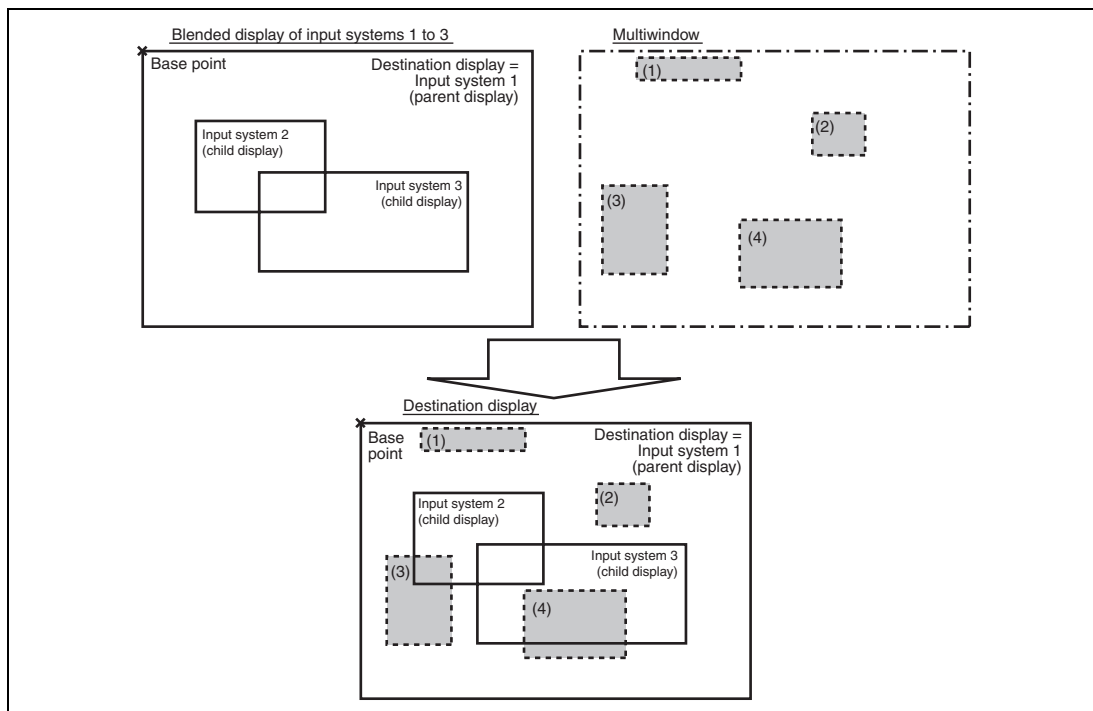 Blended display of input systems 1 to 3
Base point
Destination display =
Input system 1
(parent display)
Input system 2
(child display)
Input system 3
(child display)
Multiwindow
(1)
(2)
(3)
(4)
Destination display
Base
point
(1)
Destination display =
Input system 1
(parent display)
(2)
Input system 2
(child display)
Input system 3
(child display)
(3)
(4)